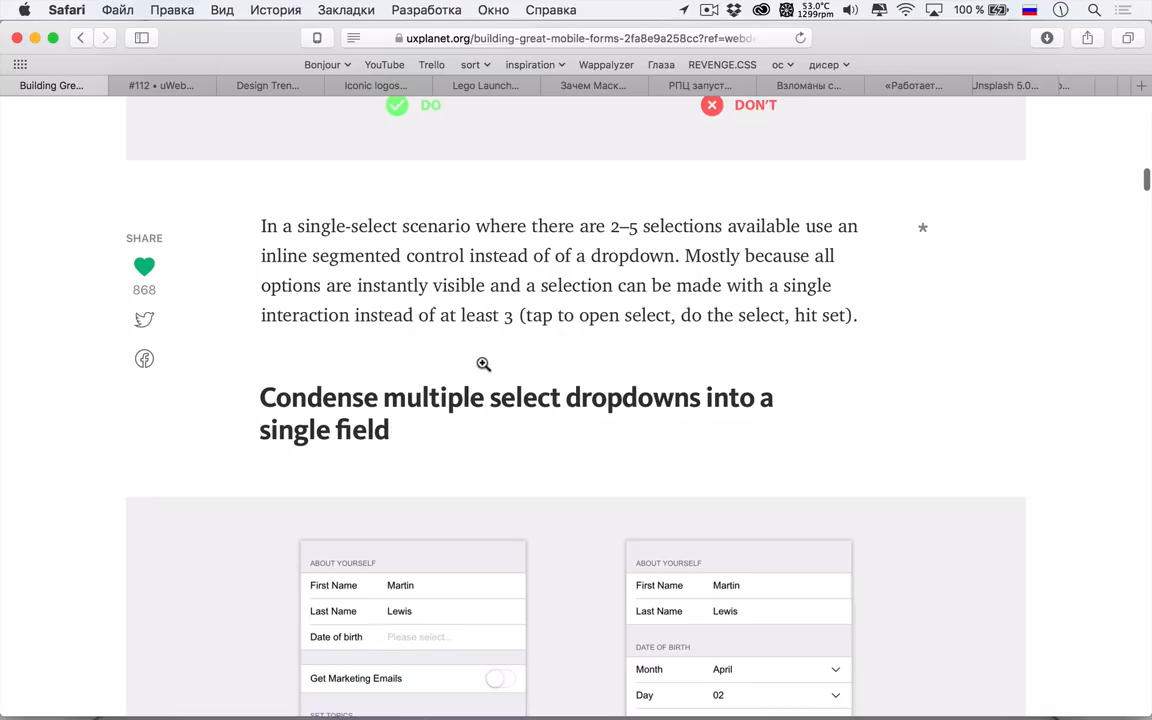 Safari Файл Правка Вид История Закладки Разработка Окно Справка 53.0°C 1299rpm 100 %
uxplanet.org/building-great-mobile-forms-2fa8e9a258cc?ref=webde
Bonjour YouTube Trello sort inspiration Wappalyzer Глаза REVENGE.CSS ос дисер
Building Gre... #112 • uWeb... Design Tren... Iconic logos... Lego Launch... Зачем Маск... РПЦ запуст... Взломаны с... «Работает... Unsplash 5.0...
DO DON'T
SHARE
868
In a single-select scenario where there are 2–5 selections available use an
inline segmented control instead of of a dropdown. Mostly because all
options are instantly visible and a selection can be made with a single
interaction instead of at least 3 (tap to open select, do the select, hit set).
*
Condense multiple select dropdowns into a
single field
ABOUT YOURSELF
First Name Martin
Last Name Lewis
Date of birth Please select...
Get Marketing Emails
SET TOPICS
ABOUT YOURSELF
First Name Martin
Last Name Lewis
DATE OF BIRTH
Month April
Day 02